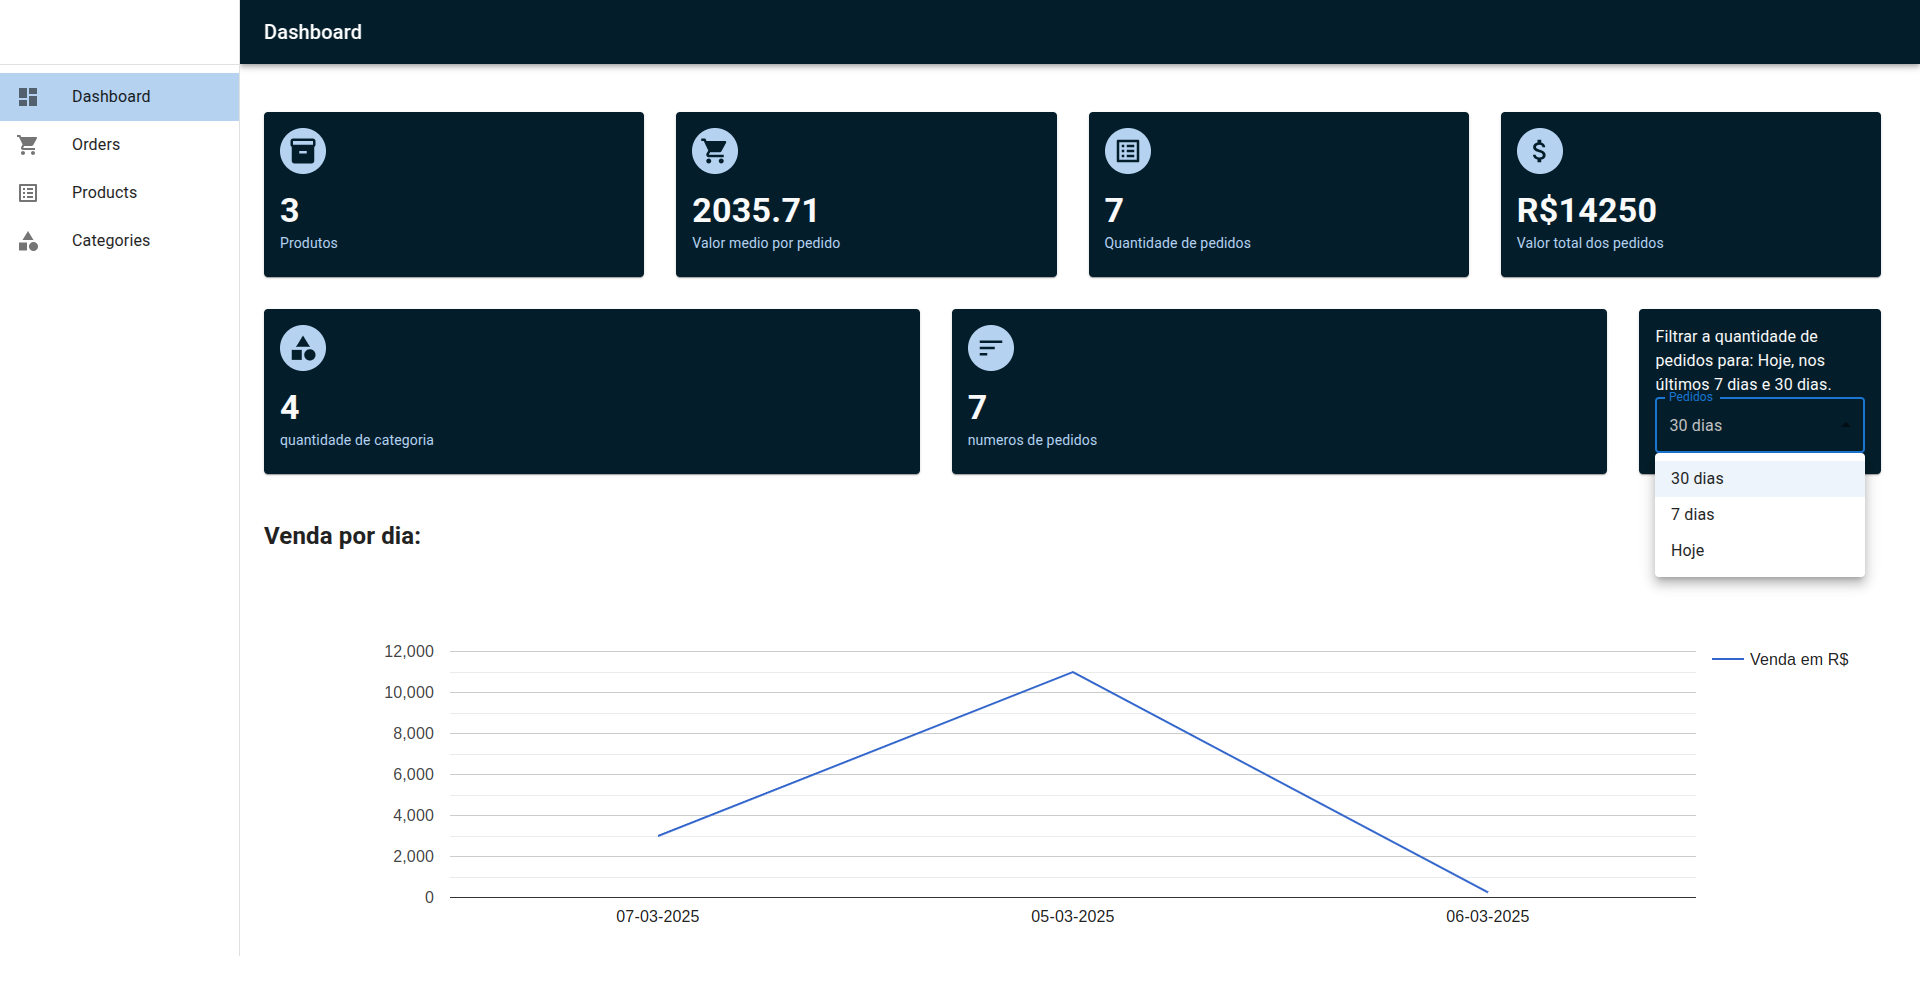 Dashboard
Dashboard
Orders
Products
Categories
3
Produtos
2035.71
Valor medio por pedido
7
Quantidade de pedidos
R$14250
Valor total dos pedidos
4
quantidade de categoria
7
numeros de pedidos
Filtrar a quantidade de
pedidos para: Hoje, nos
últimos 7 dias e 30 dias.
Pedidos
30 dias
30 dias
7 dias
Hoje
Venda por dia:
12,000
10,000
8,000
6,000
4,000
2,000
0
07-03-2025
05-03-2025
06-03-2025
Venda em R$